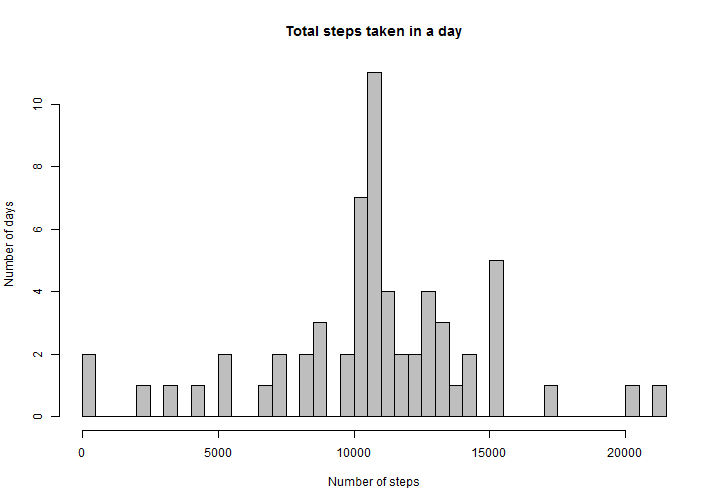 Total steps taken in a day
Number of days
10
8
6
4
2
0
0 5000 10000 15000 20000
Number of steps